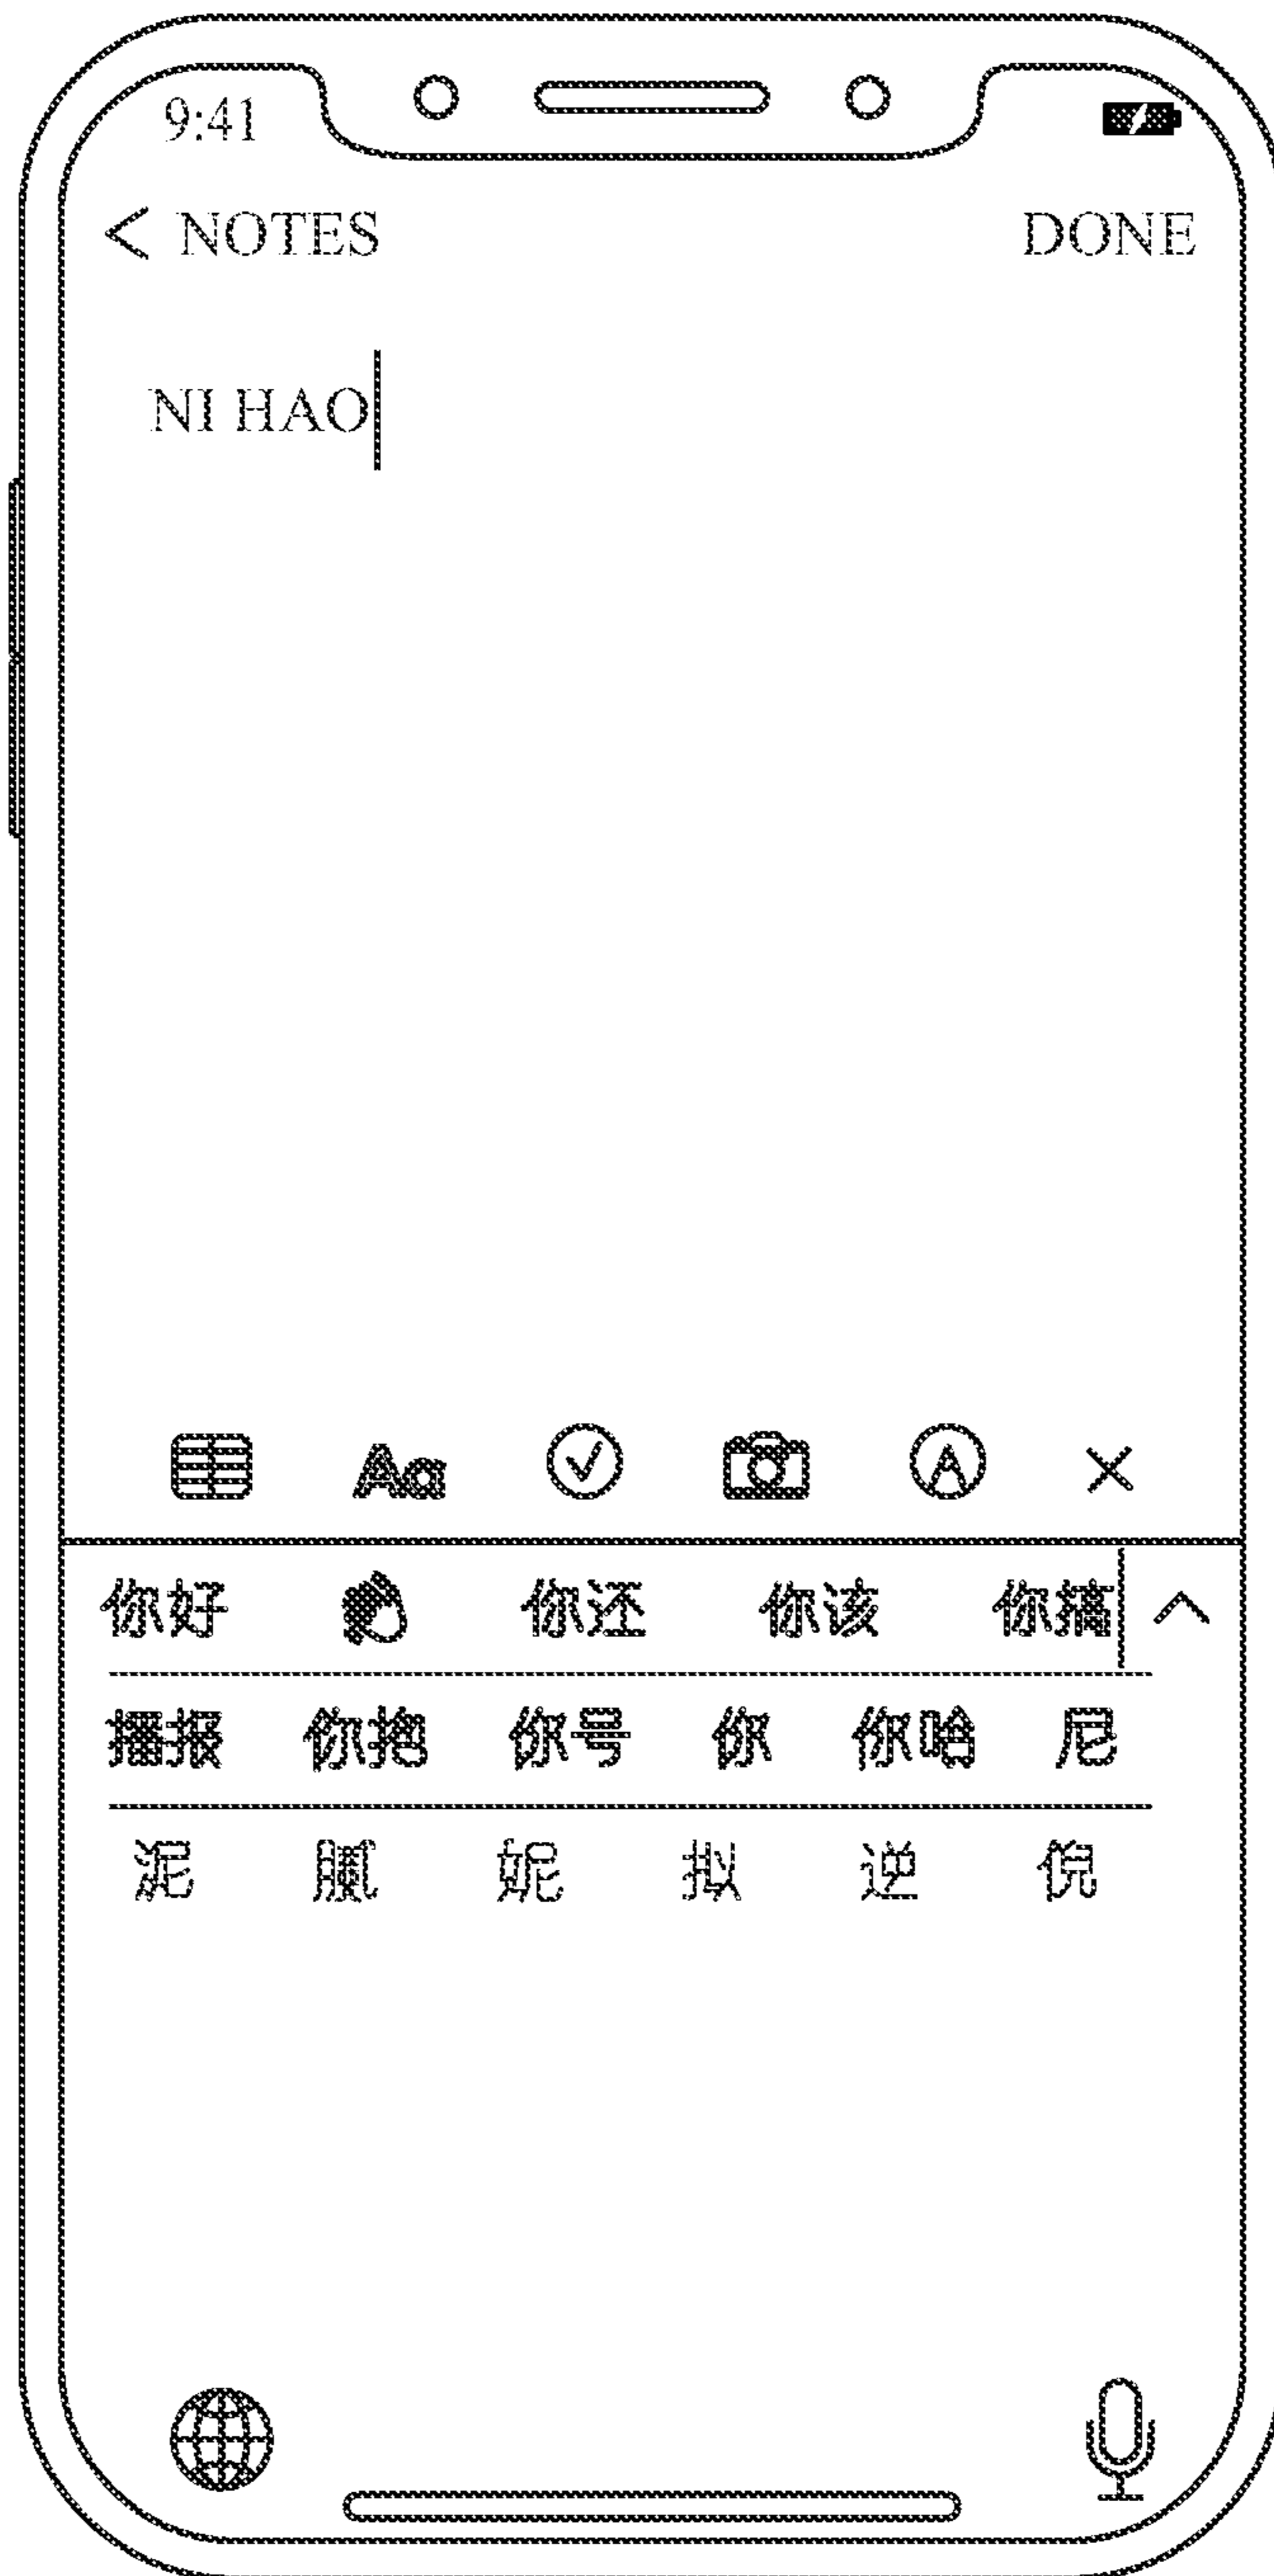 9:41
< NOTES DONE
NI HAO
Aa
你好 你还 你该 你搞
播报 你抱 你号 你 你哈 尼
泥 腻 妮 拟 逆 倪